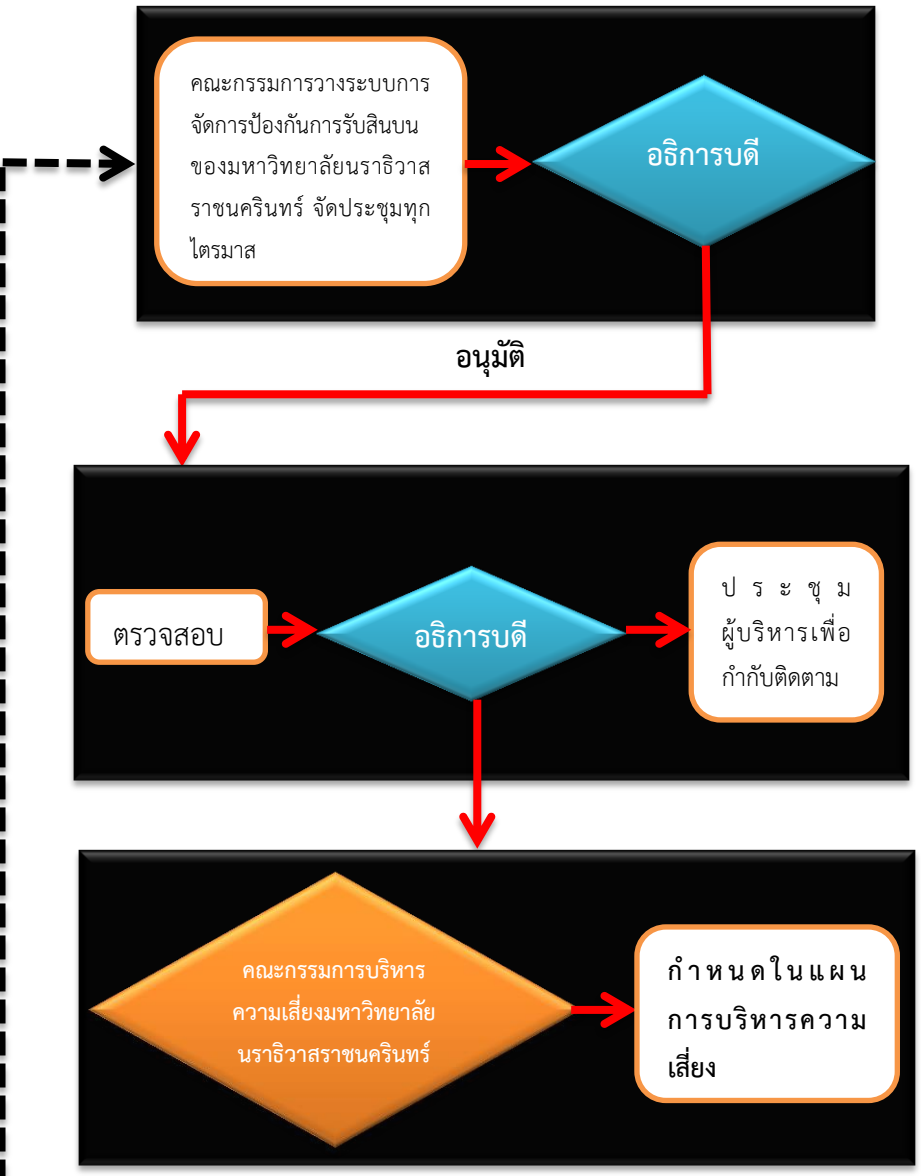 คณะกรรมการวางระบบการ
จัดการป้องกันการรับสินบน
ของมหาวิทยาลัยนราธิวาส
ราชนครินทร์ จัดประชุมทุก
ไตรมาส
อธิการบดี
อนุมัติ
ตรวจสอบ
อธิการบดี
ประชุม
ผู้บริหารเพื่อ
กำกับติดตาม
คณะกรรมการบริหาร
ความเสี่ยงมหาวิทยาลัย
นราธิวาสราชนครินทร์
กำหนดในแผน
การบริหารความ
เสี่ยง